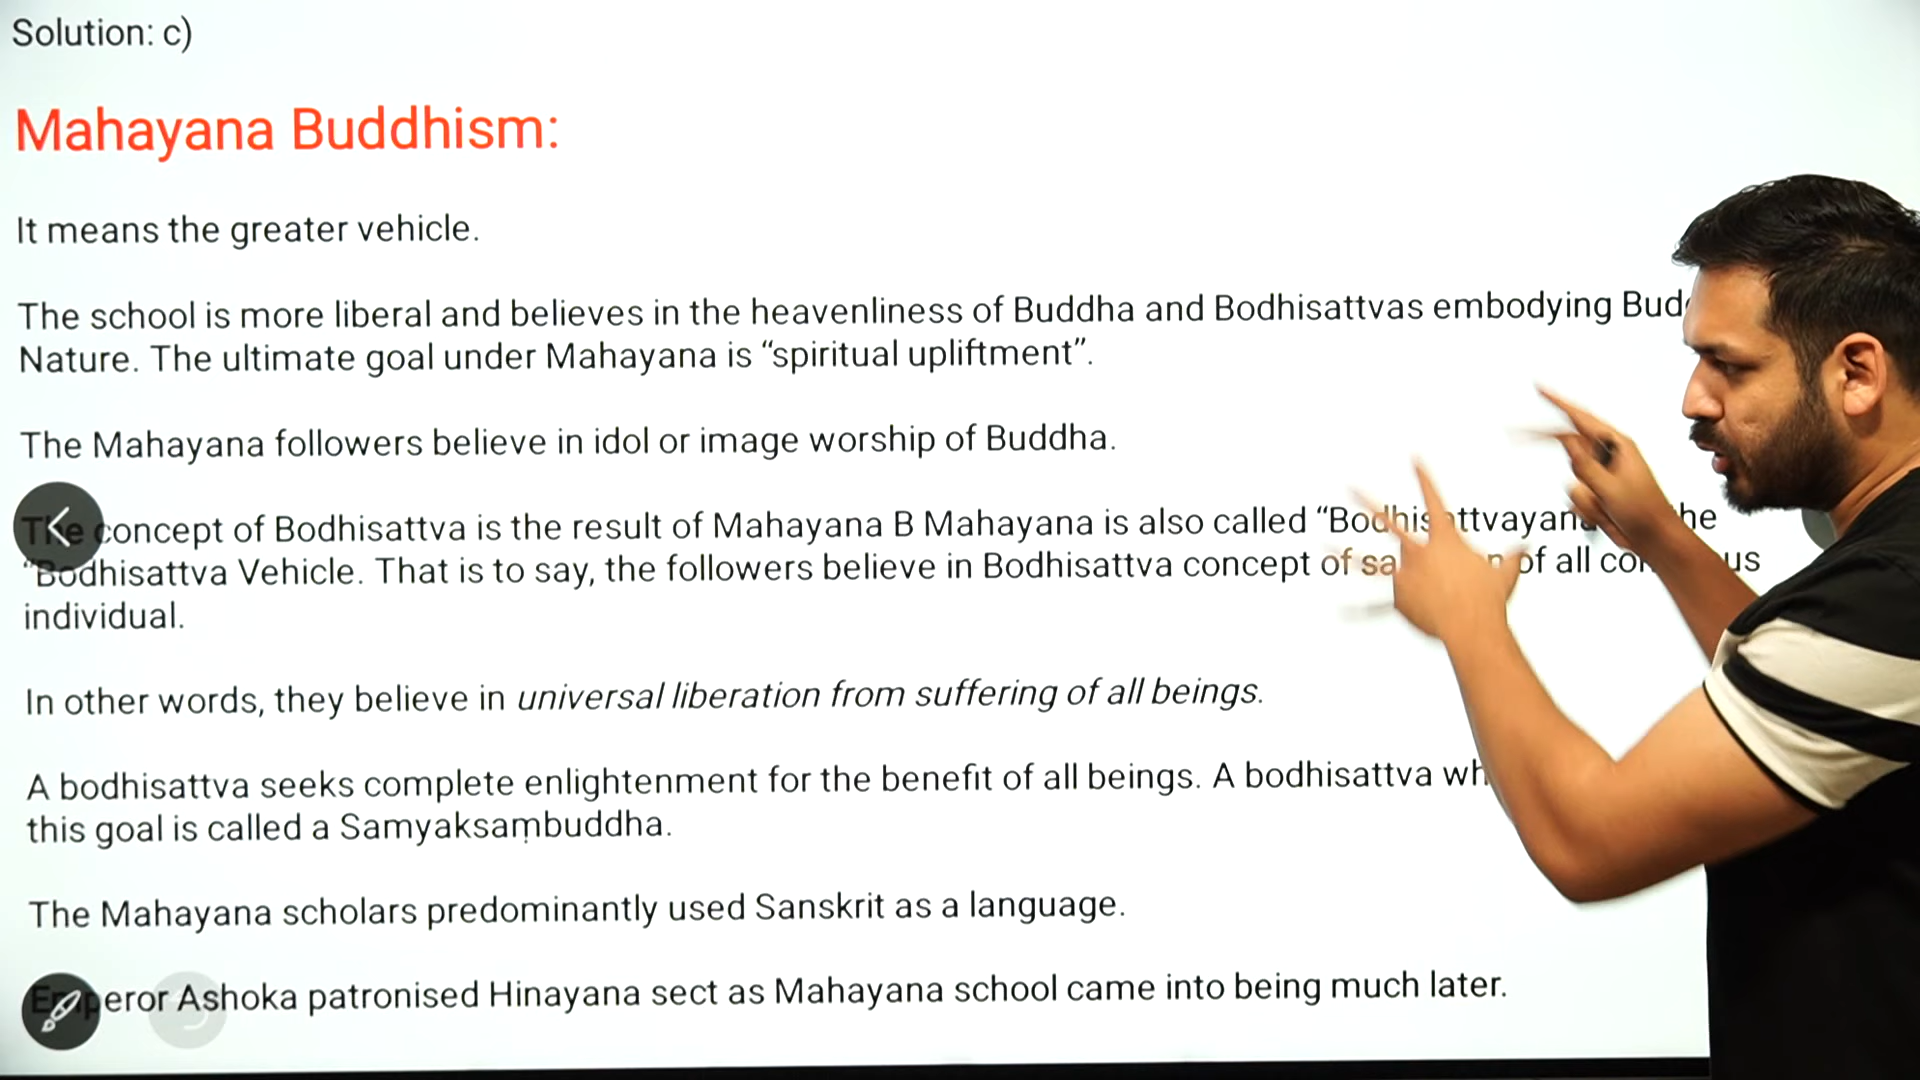 Solution: c)
Mahayana Buddhism:
It means the greater vehicle.
The school is more liberal and believes in the heavenliness of Buddha and Bodhisattvas embodying
Nature. The ultimate goal under Mahayana is “spiritual upliftment”.
The Mahayana followers believe in idol or image worship of Buddha.
The concept of Bodhisattva is the result of Mahayana B Mahayana is also called
“Bodhisattva Vehicle. That is to say, the followers believe in Bodhisattva concept of of all
individual.
In other words, they believe in universal liberation from suffering of all beings.
A bodhisattva seeks complete enlightenment for the benefit of all beings. A bodhisattva
this goal is called a Samyaksaṃbuddha.
The Mahayana scholars predominantly used Sanskrit as a language.
Emperor Ashoka patronised Hinayana sect as Mahayana school came into being much later.